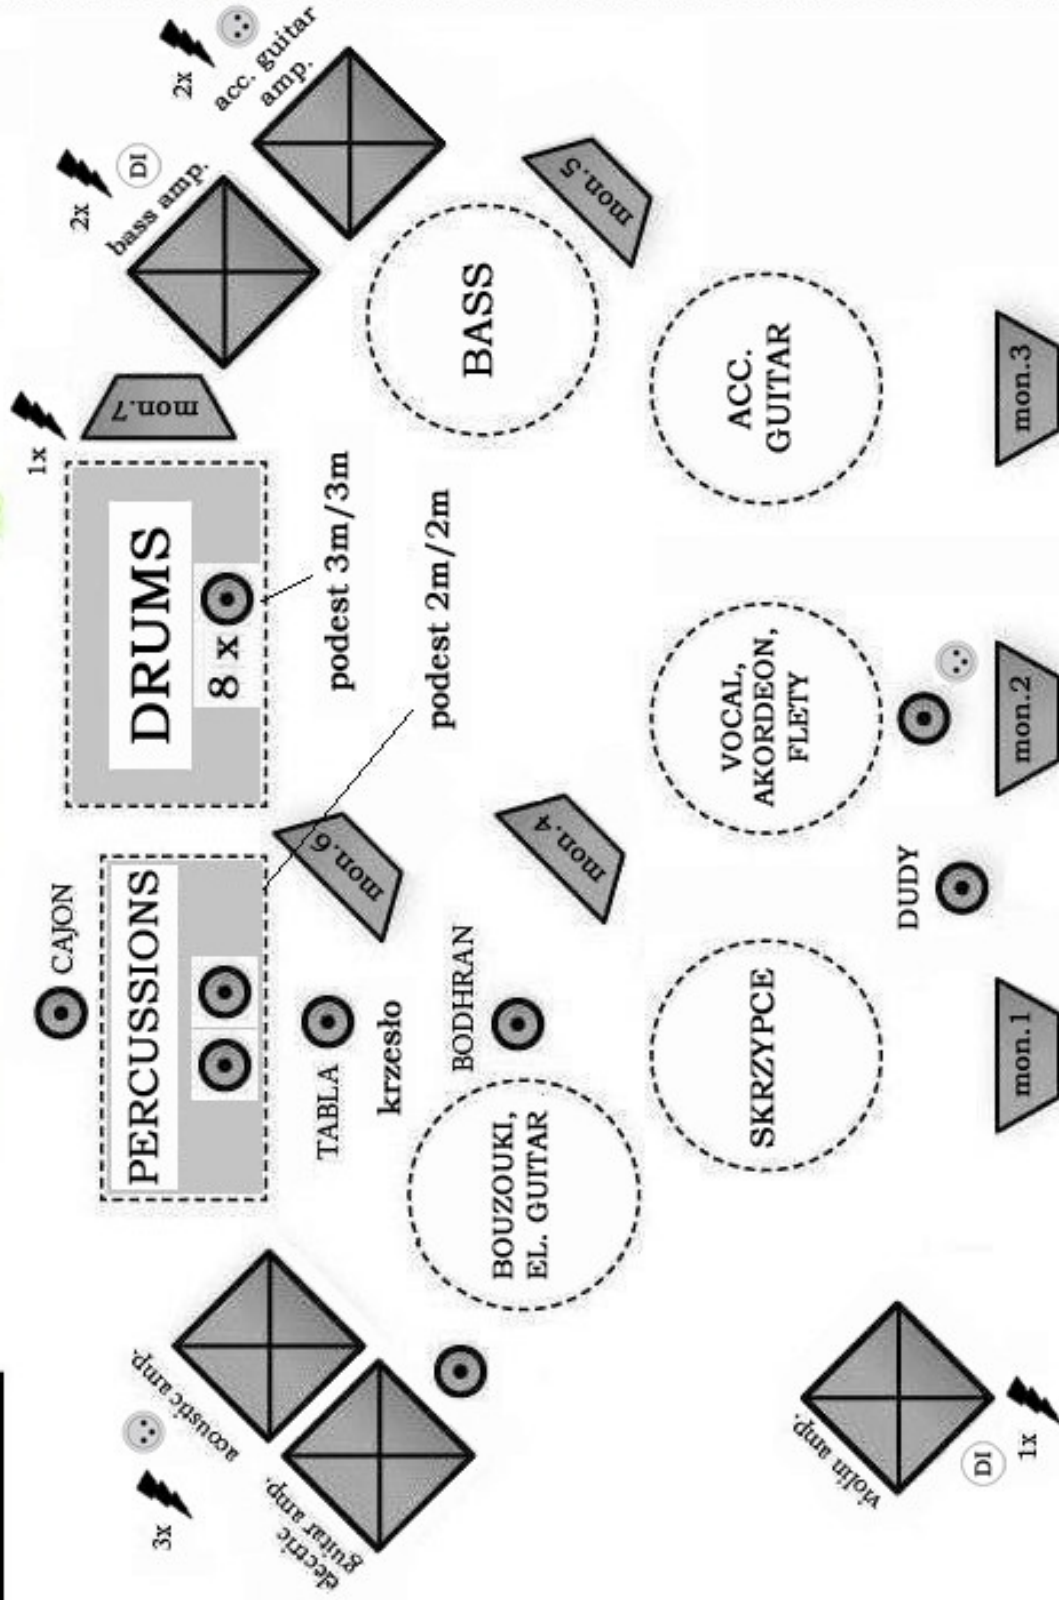 1x
CAJON
2x
DI
bass amp.
2x
acc. guitar
amp.
3x
acoustic amp.
PERCUSSIONS
DRUMS
8 x
mon.7
electric
guitar amp.
TABLA
mon.6
podest 3m/3m
krzesło
podest 2m/2m
BODHRAN
BASS
BOUZOUKI,
EL. GUITAR
mon.4
mon.5
SKRZYPCE
VOCAL,
AKORDEON,
FLETY
ACC.
GUITAR
violin amp.
DUDY
DI
1x
mon.1
mon.2
mon.3